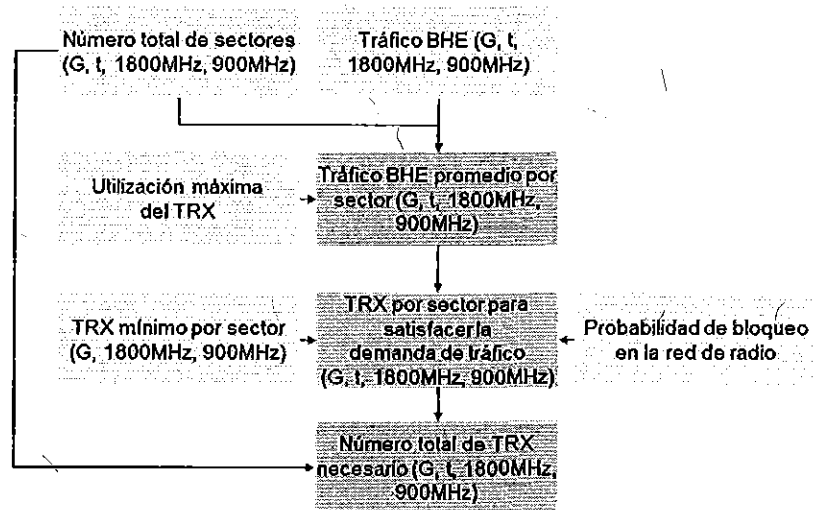 Número total de sectores
(G, t, 1800MHz, 900MHz)
Tráfico BHE (G, t,
1800MHz, 900MHz)
Utilización máxima
del TRX
Tráfico BHE promedio por
sector (G, t, 1800MHz,
900MHz)
TRX mínimo por sector
(G, 1800MHz, 900MHz)
TRX por sector para
satisfacer la
demanda de tráfico
(G, t, 1800MHz, 900MHz)
Probabilidad de bloqueo
en la red de radio
Número total de TRX
necesario (G, t, 1800MHz,
900MHz)